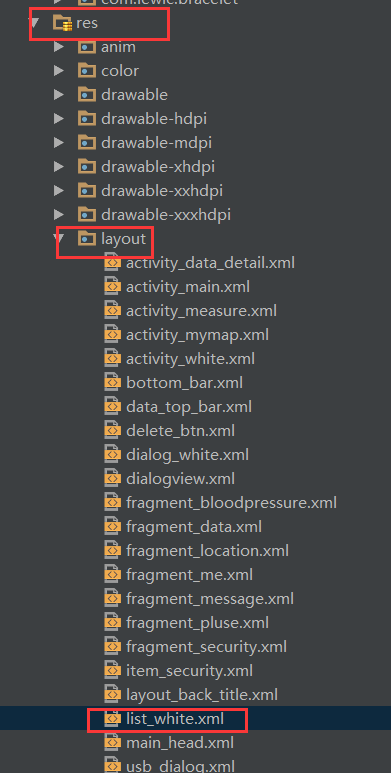 com.lewic.bracelet
res
anim
color
drawable
drawable-hdpi
drawable-mdpi
drawable-xhdpi
drawable-xxhdpi
drawable-xxxhdpi
layout
activity_data_detail.xml
activity_main.xml
activity_measure.xml
activity_mymap.xml
activity_white.xml
bottom_bar.xml
data_top_bar.xml
delete_btn.xml
dialog_white.xml
dialogview.xml
fragment_bloodpressure.xml
fragment_data.xml
fragment_location.xml
fragment_me.xml
fragment_message.xml
fragment_pluse.xml
fragment_security.xml
item_security.xml
layout_back_title.xml
list_white.xml
main_head.xml
usb_dialog.xml